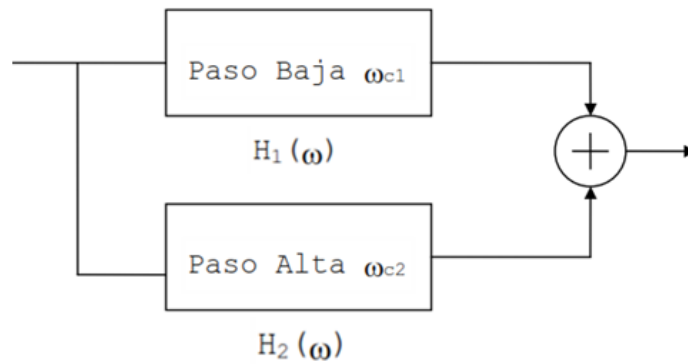 Paso Baja ωc1
H1(ω)
Paso Alta ωc2
H2(ω)